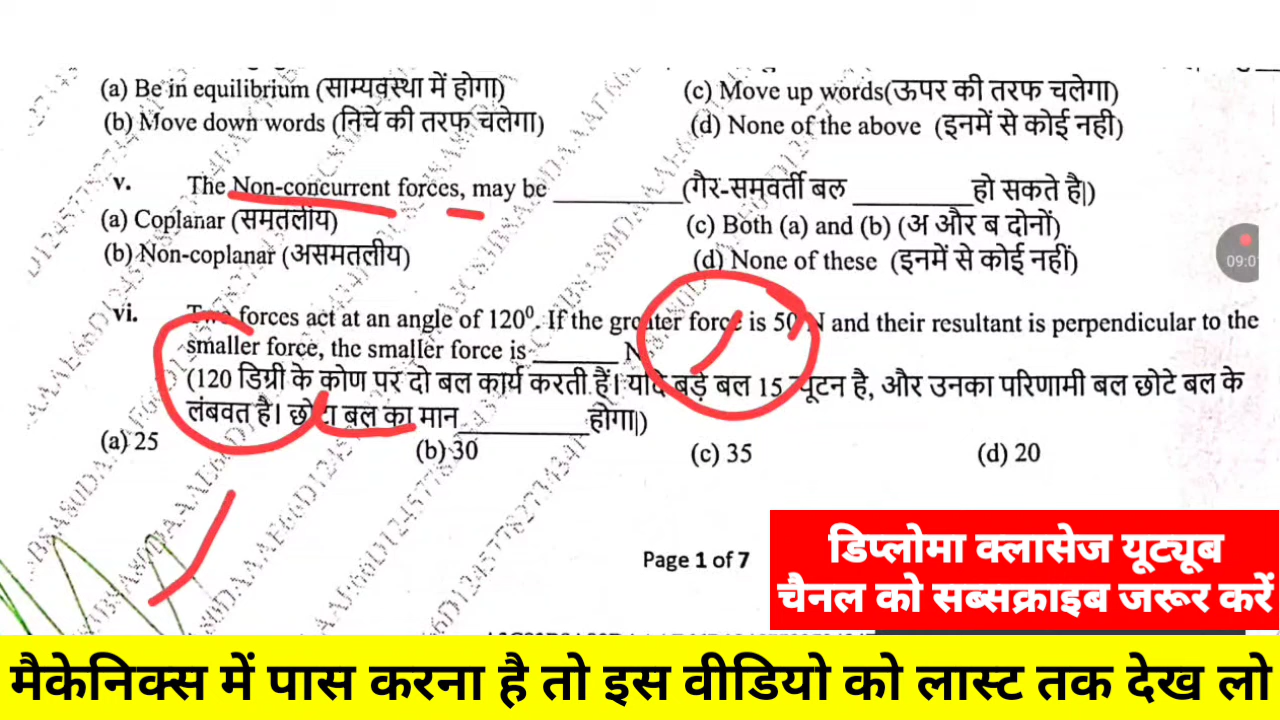 (a) Be in equilibrium (साम्यवस्था में होगा)
(c) Move up words(ऊपर की तरफ चलेगा)
(b) Move down words (निचे की तरफ चलेगा)
(d) None of the above (इनमें से कोई नही)
v. The Non-concurrent forces, may be __________ (गैर-समवर्ती बल __________ हो सकते है|)
(a) Coplanar (समतलीय)
(c) Both (a) and (b) (अ और ब दोनों)
(b) Non-coplanar (असमतलीय)
(d) None of these (इनमें से कोई नहीं)
09:0
vi. Two forces act at an angle of 120⁰. If the greater force is 50 N and their resultant is perpendicular to the
smaller force, the smaller force is _______ N
(120 डिग्री के कोण पर दो बल कार्य करती हैं। यदि बड़े बल 15 न्यूटन है, और उनका परिणामी बल छोटे बल के
लंबवत है। छोटा बल का मान __________ होगा|)
(a) 25
(b) 30
(c) 35
(d) 20
Page 1 of 7
डिप्लोमा क्लासेज यूट्यूब
चैनल को सब्सक्राइब जरूर करें
मैकेनिक्स में पास करना है तो इस वीडियो को लास्ट तक देख लो